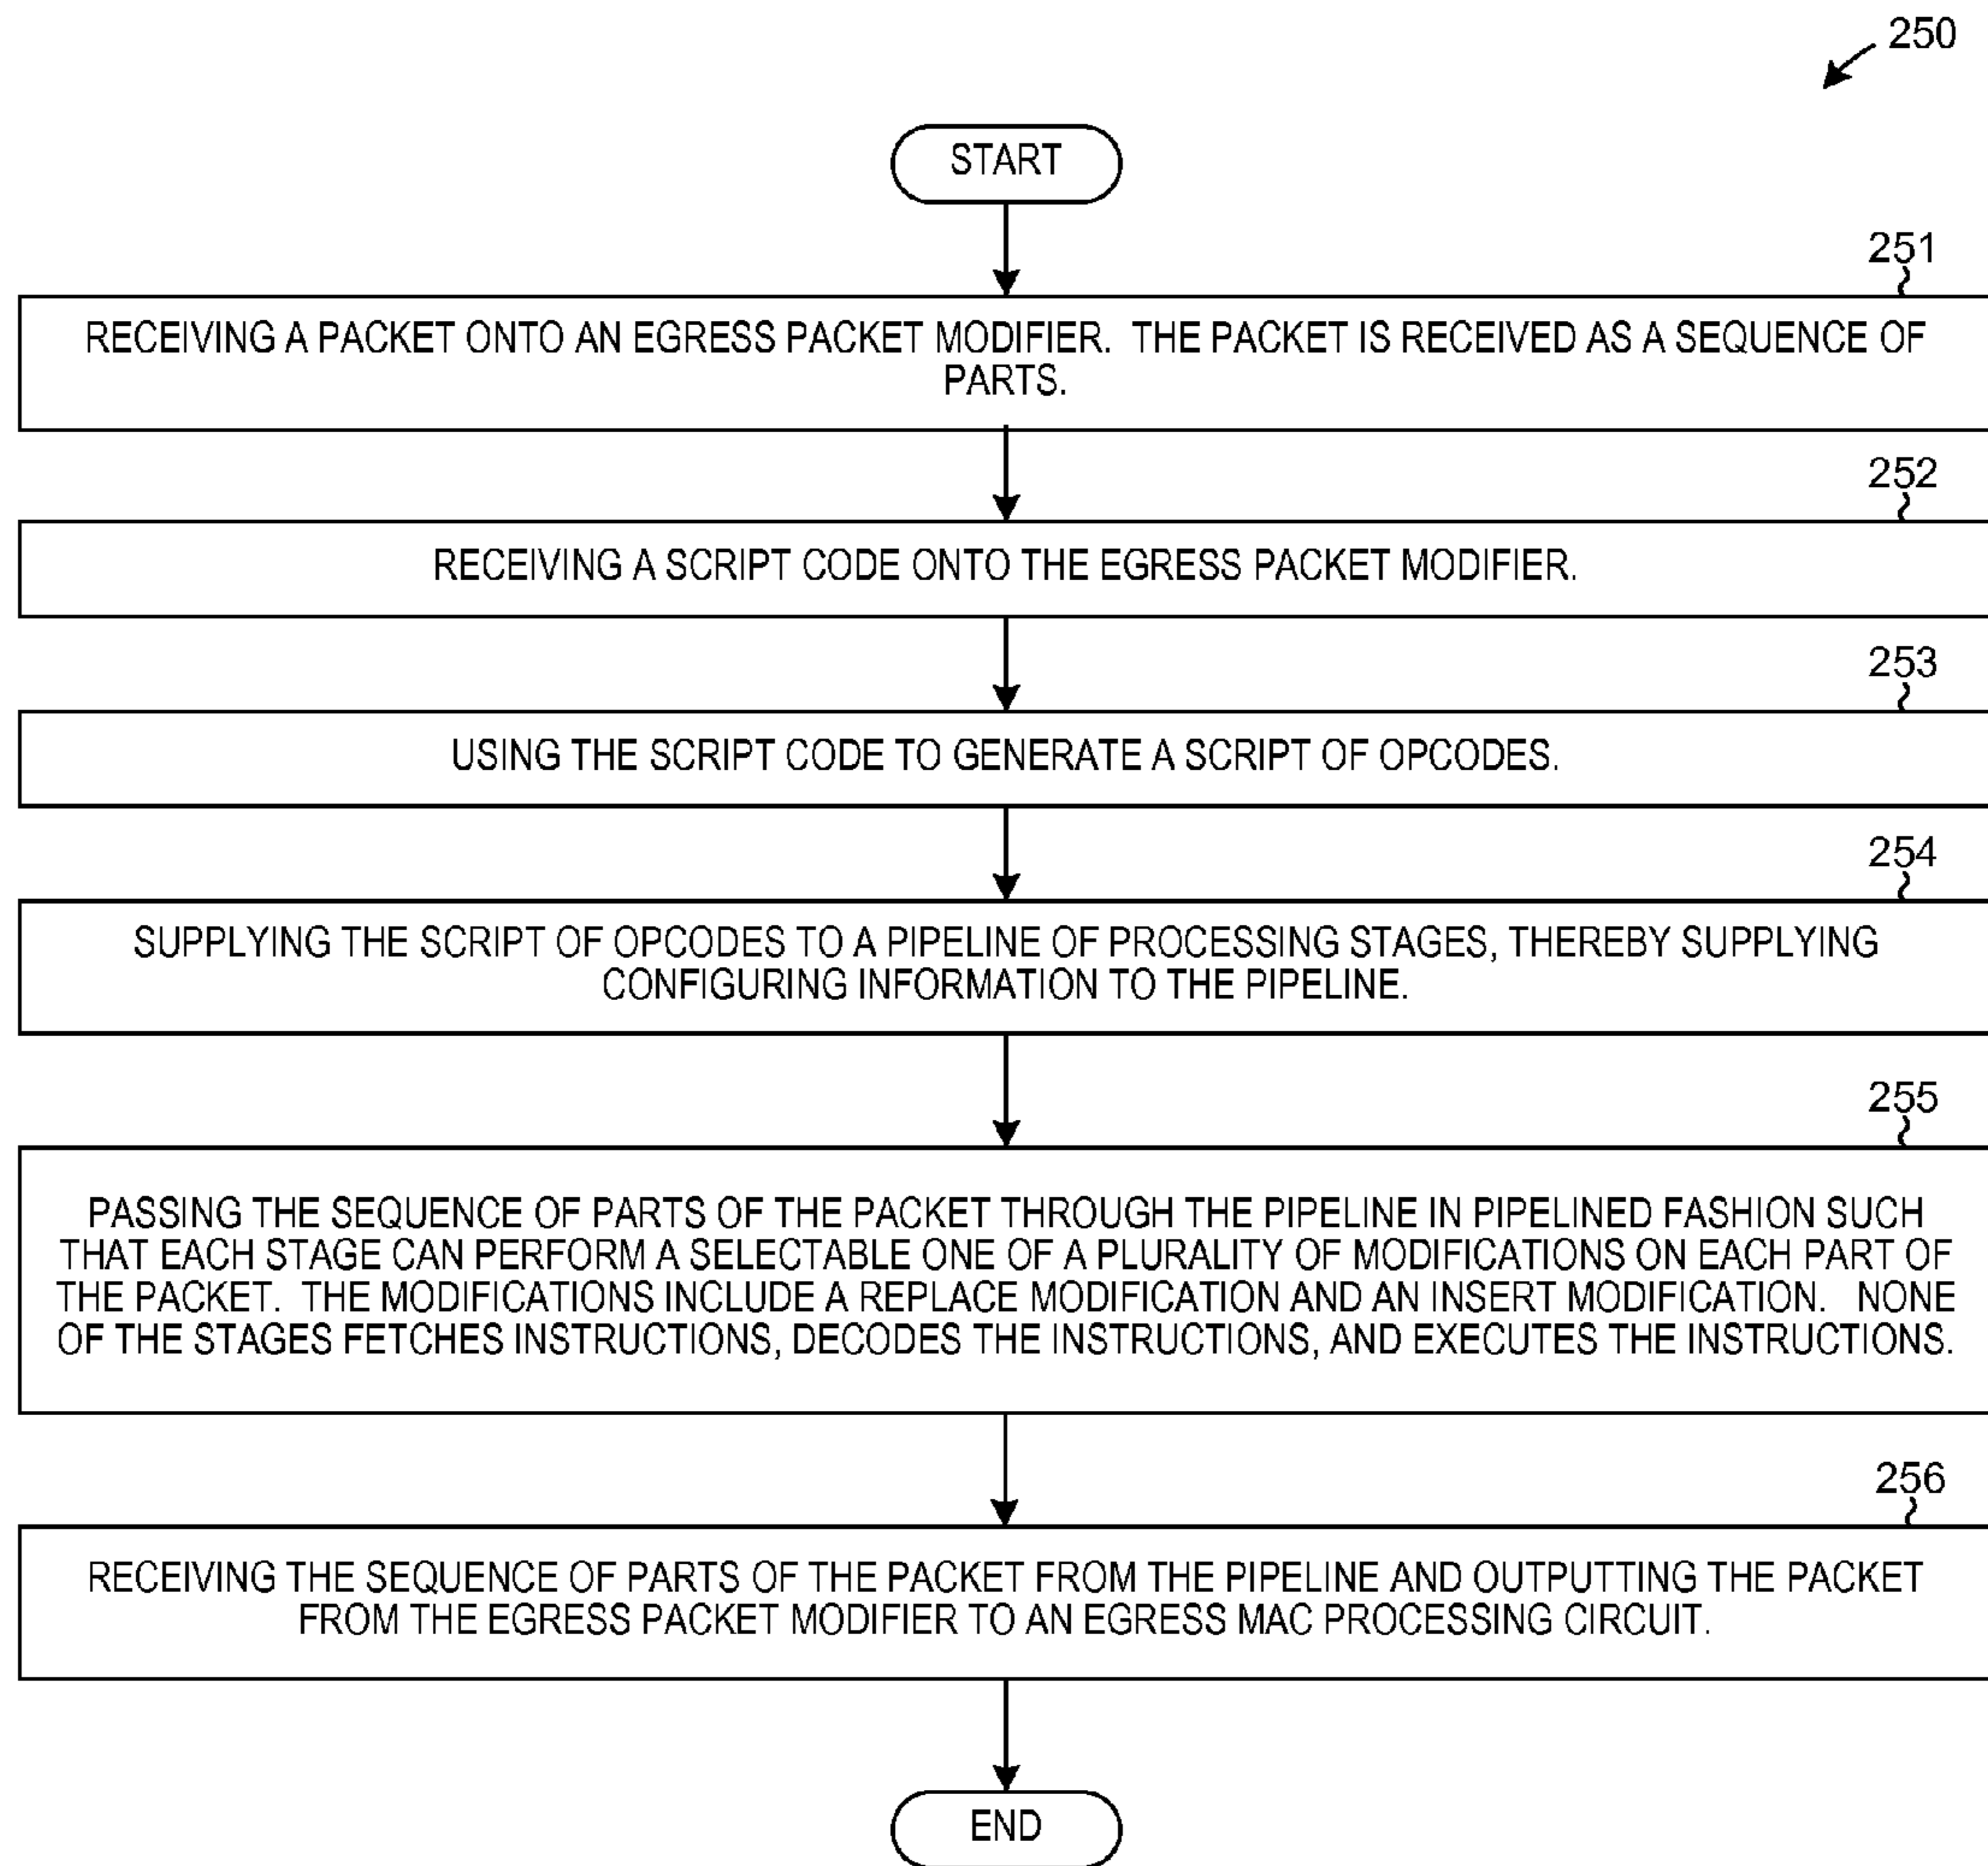 250
START
251
RECEIVING A PACKET ONTO AN EGRESS PACKET MODIFIER. THE PACKET IS RECEIVED AS A SEQUENCE OF
PARTS.
252
RECEIVING A SCRIPT CODE ONTO THE EGRESS PACKET MODIFIER.
253
USING THE SCRIPT CODE TO GENERATE A SCRIPT OF OPCODES.
254
SUPPLYING THE SCRIPT OF OPCODES TO A PIPELINE OF PROCESSING STAGES, THEREBY SUPPLYING
CONFIGURING INFORMATION TO THE PIPELINE.
255
PASSING THE SEQUENCE OF PARTS OF THE PACKET THROUGH THE PIPELINE IN PIPELINED FASHION SUCH
THAT EACH STAGE CAN PERFORM A SELECTABLE ONE OF A PLURALITY OF MODIFICATIONS ON EACH PART OF
THE PACKET. THE MODIFICATIONS INCLUDE A REPLACE MODIFICATION AND AN INSERT MODIFICATION. NONE
OF THE STAGES FETCHES INSTRUCTIONS, DECODES THE INSTRUCTIONS, AND EXECUTES THE INSTRUCTIONS.
256
RECEIVING THE SEQUENCE OF PARTS OF THE PACKET FROM THE PIPELINE AND OUTPUTTING THE PACKET
FROM THE EGRESS PACKET MODIFIER TO AN EGRESS MAC PROCESSING CIRCUIT.
END